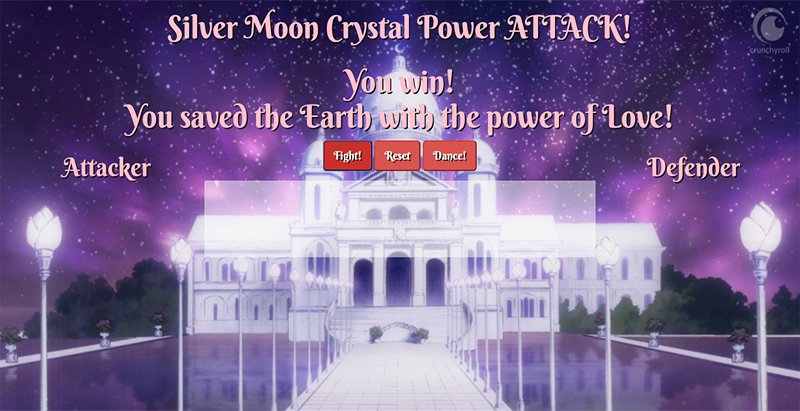 Silver Moon Crystal Power ATTACK!
crunchyroll
You win!
You saved the Earth with the power of Love!
Fight! Reset Dance!
Attacker Defender